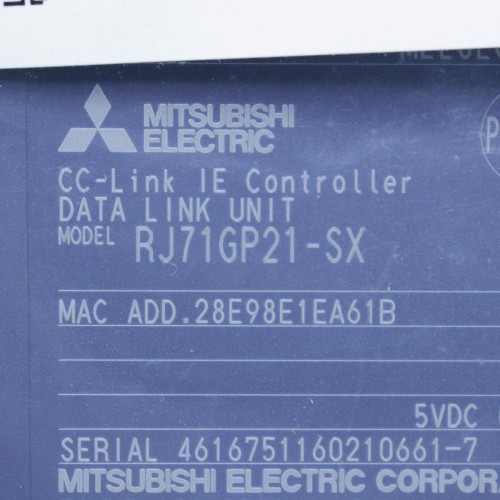 MITSUBISHI
ELECTRIC
CC-Link IE Controller
DATA LINK UNIT
MODEL RJ71GP21-SX
MAC ADD.28E98E1EA61B
5VDC
SERIAL 4616751160210661-7
MITSUBISHI ELECTRIC CORPOR